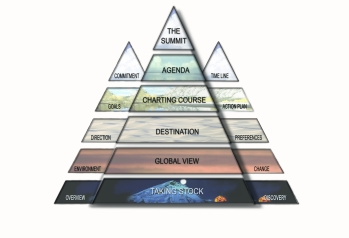 THE
SUMMIT
COMMITMENT
AGENDA
TIME LINE
GOALS
CHARTING COURSE
ACTION PLAN
DIRECTION
DESTINATION
PREFERENCES
ENVIRONMENT
GLOBAL VIEW
CHANGE
OVERVIEW
TAKING STOCK
DISCOVERY